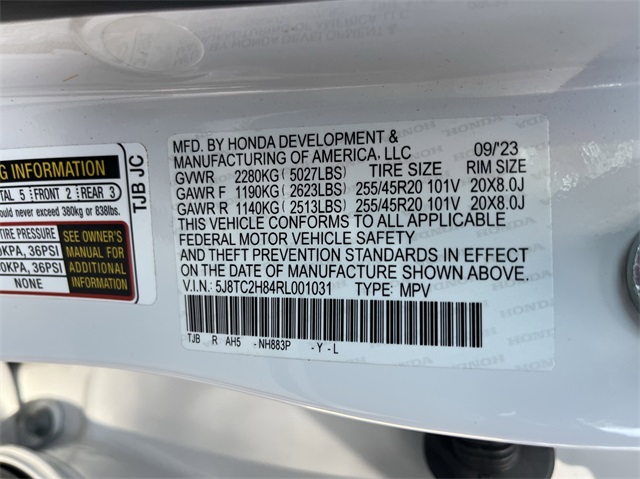 MFD. BY HONDA DEVELOPMENT &
MANUFACTURING OF AMERICA, LLC 09/'23
GVWR 2280KG ( 5027LBS) TIRE SIZE RIM SIZE
GAWR F 1190KG ( 2623LBS) 255/45R20 101V 20X8.0J
GAWR R 1140KG ( 2513LBS) 255/45R20 101V 20X8.0J
THIS VEHICLE CONFORMS TO ALL APPLICABLE
FEDERAL MOTOR VEHICLE SAFETY
AND THEFT PREVENTION STANDARDS IN EFFECT
ON THE DATE OF MANUFACTURE SHOWN ABOVE.
V.I.N.: 5J8TC2H84RL001031 TYPE: MPV
TJB R AH5 - NH883P - Y - L
INFORMATION
TOTAL 5 FRONT 2 REAR 3
should never exceed 380kg or 838lbs.
TIRE PRESSURE
KPA, 36PSI
KPA, 36PSI
NONE
SEE OWNER'S
MANUAL FOR
ADDITIONAL
INFORMATION
TJB JC